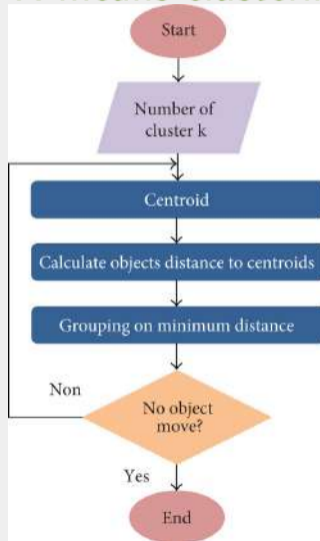 Start
Number of
cluster k
Centroid
Calculate objects distance to centroids
Grouping on minimum distance
Non
No object
move?
Yes
End